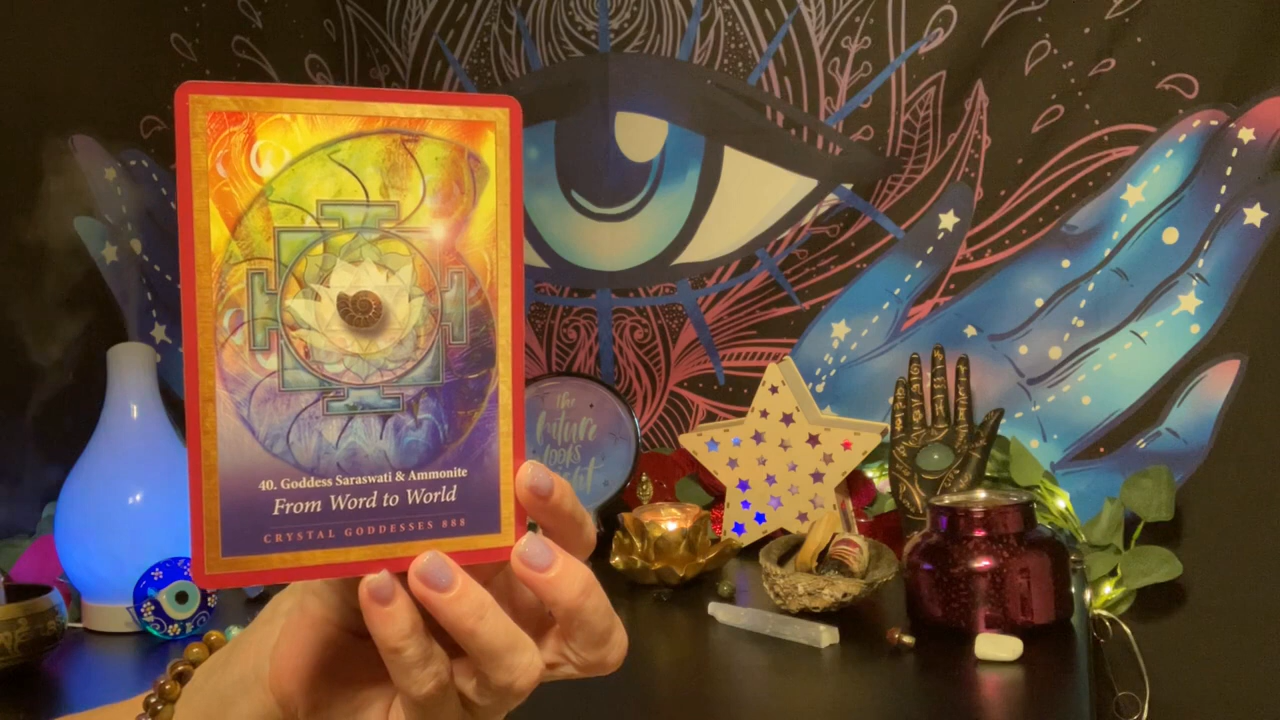 40. Goddess Saraswati & Ammonite
From Word to World
CRYSTAL GODDESSES 888
the
future
looks